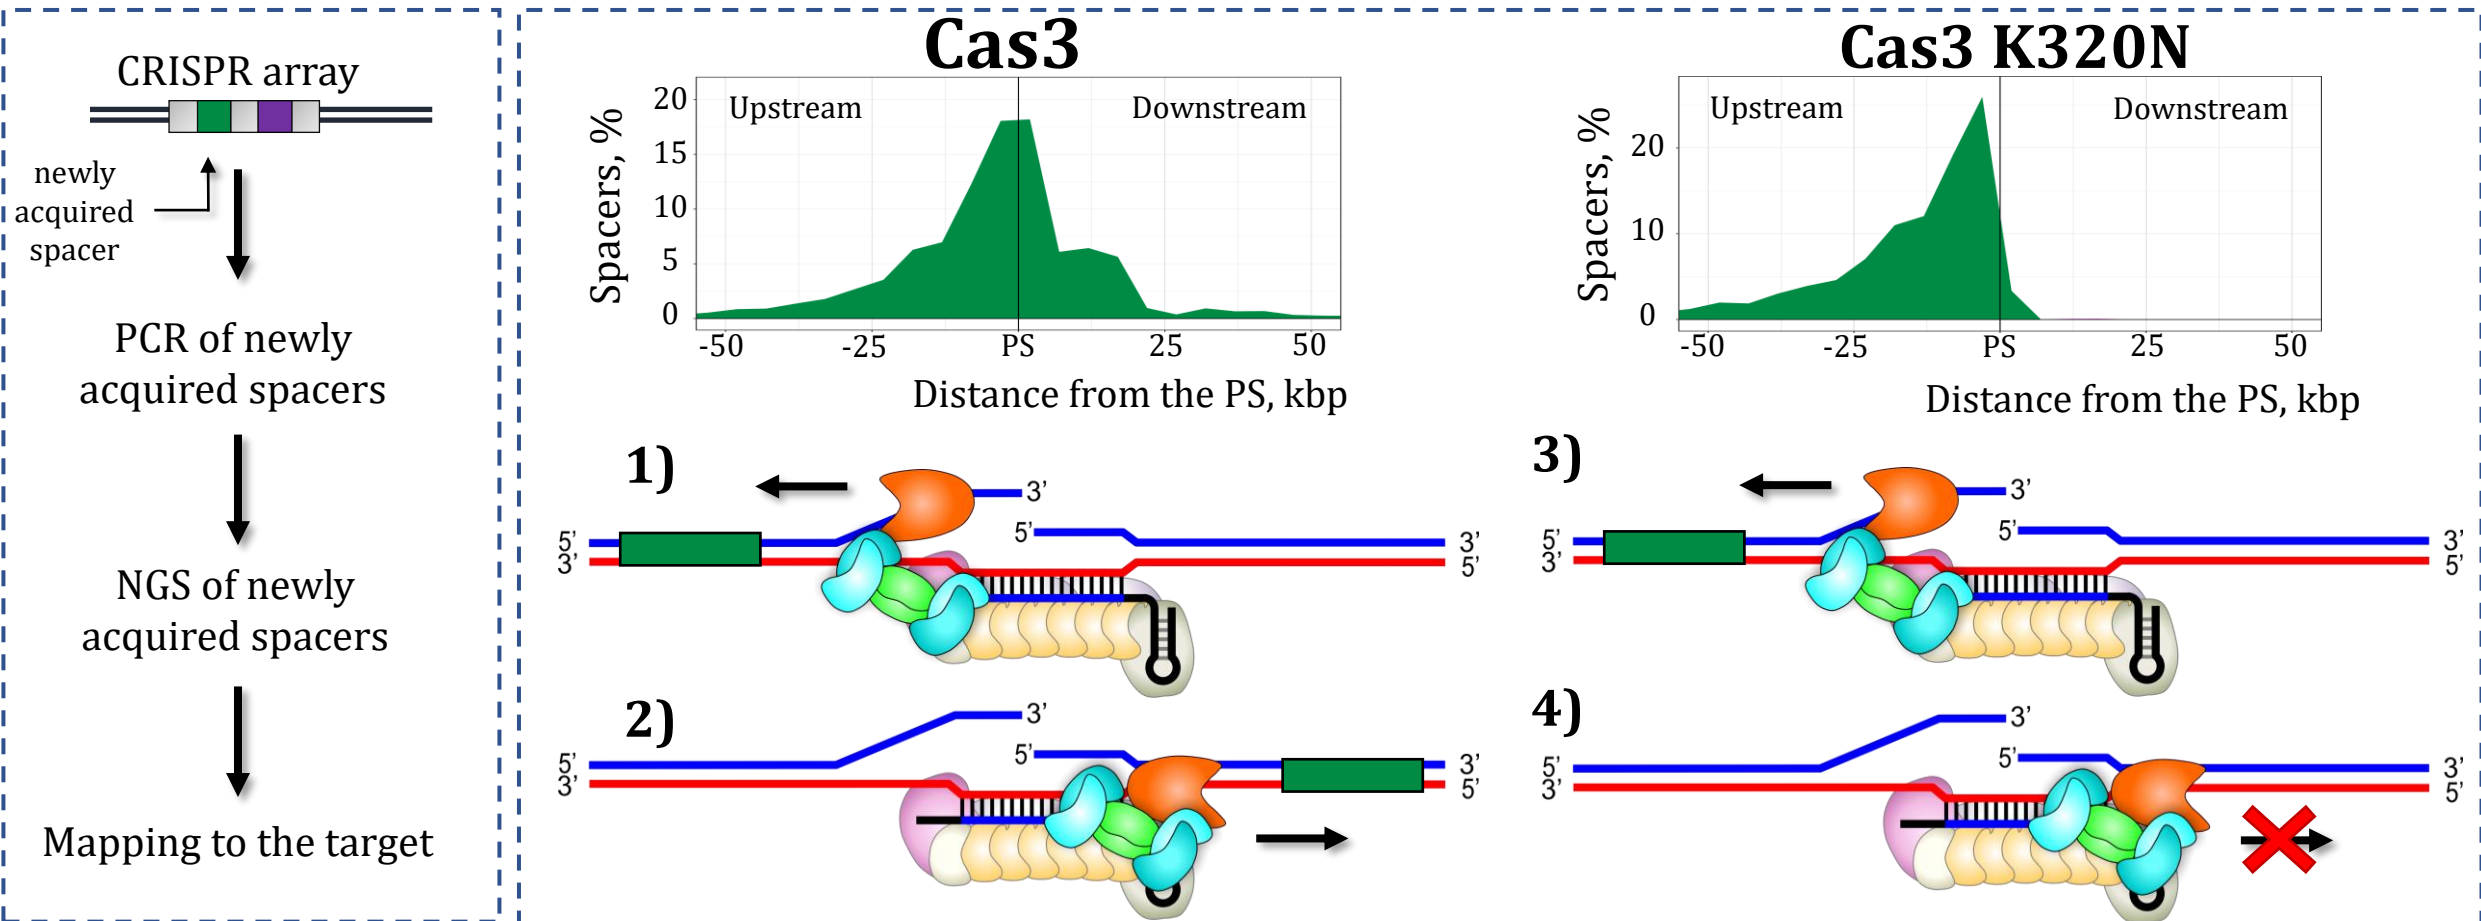 CRISPR array
newly
acquired
spacer
PCR of newly
acquired spacers
NGS of newly
acquired spacers
Mapping to the target
Cas3
Upstream
Downstream
Spacers, %
20
15
10
5
0
-50
-25
PS
25
50
Distance from the PS, kbp
1)
3’
5’
5’
3’
3’
5’
2)
3’
5’
5’
3’
3’
5’
Cas3 K320N
Upstream
Downstream
Spacers, %
20
10
0
-50
-25
PS
25
50
Distance from the PS, kbp
3)
3’
5’
5’
3’
3’
5’
4)
3’
5’
5’
3’
3’
5’